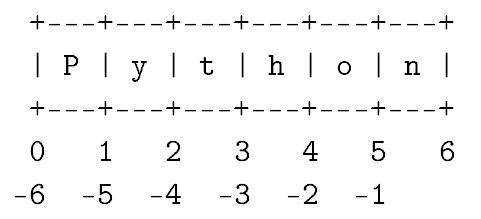 +---+---+---+---+---+---+
| P | y | t | h | o | n |
+---+---+---+---+---+---+
0 1 2 3 4 5 6
-6 -5 -4 -3 -2 -1